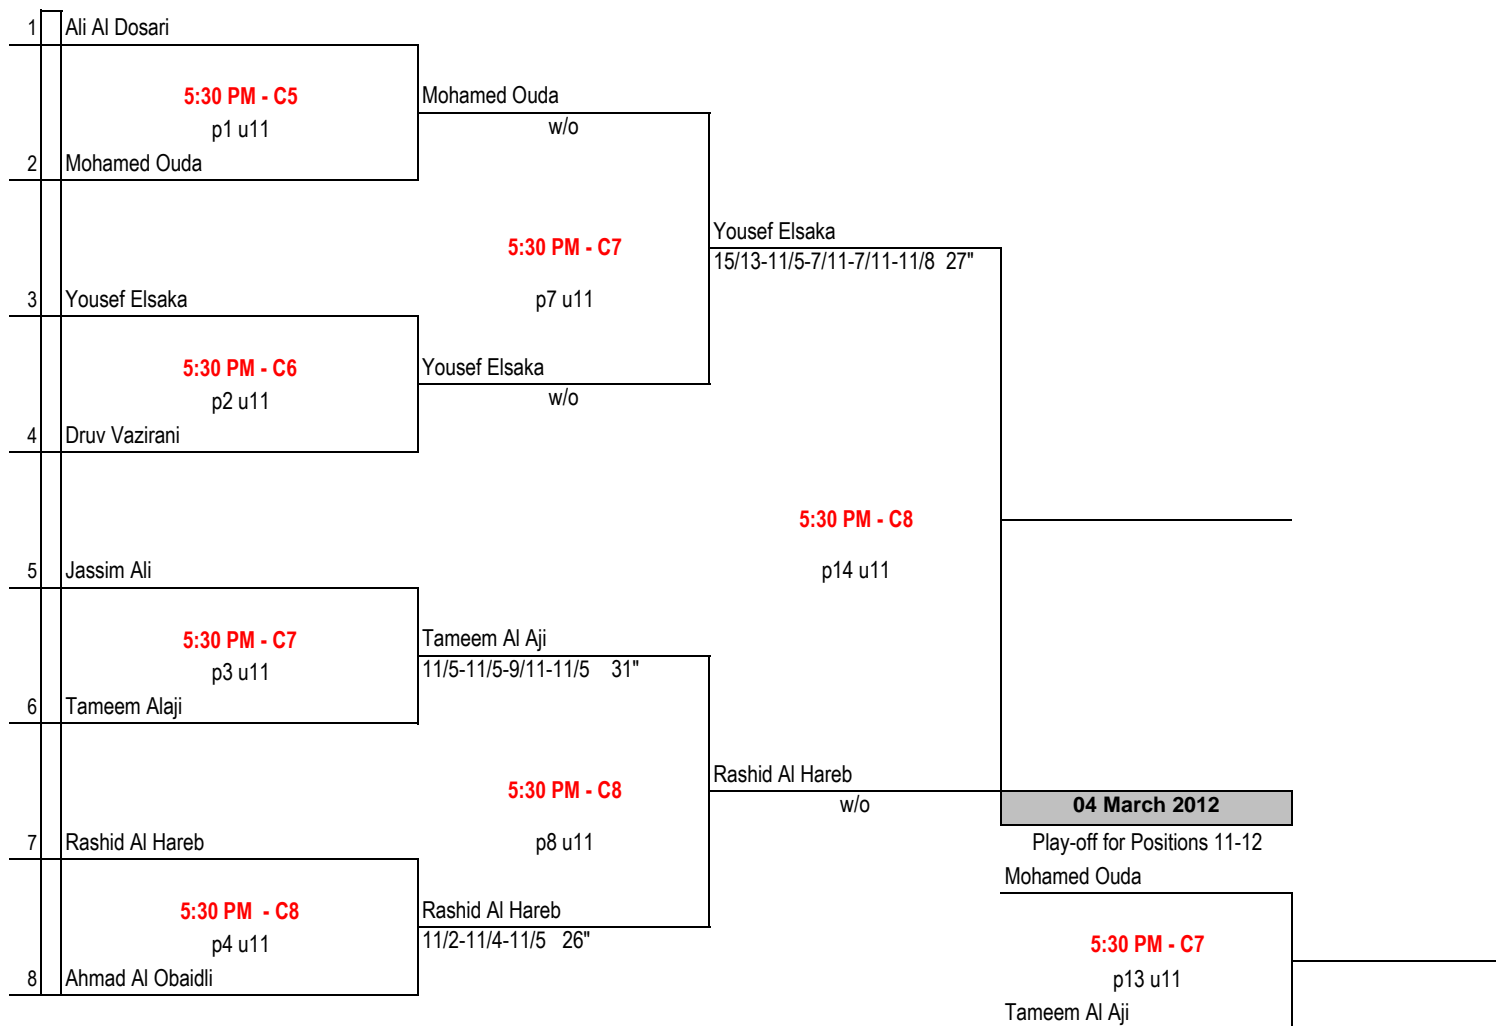 1 Ali Al Dosari
5:30 PM - C5
Mohamed Ouda
p1 u11
w/o
2 Mohamed Ouda
Yousef Elsaka
5:30 PM - C7
15/13-11/5-7/11-7/11-11/8 27"
3 Yousef Elsaka
p7 u11
5:30 PM - C6
Yousef Elsaka
p2 u11
w/o
4 Druv Vazirani
5:30 PM - C8
5 Jassim Ali
p14 u11
5:30 PM - C7
Tameem Al Aji
p3 u11
11/5-11/5-9/11-11/5 31"
6 Tameem Alaji
Rashid Al Hareb
5:30 PM - C8
w/o
04 March 2012
7 Rashid Al Hareb
p8 u11
Play-off for Positions 11-12
Mohamed Ouda
5:30 PM - C8
Rashid Al Hareb
p4 u11
11/2-11/4-11/5 26"
5:30 PM - C7
8 Ahmad Al Obaidli
p13 u11
Tameem Al Aji